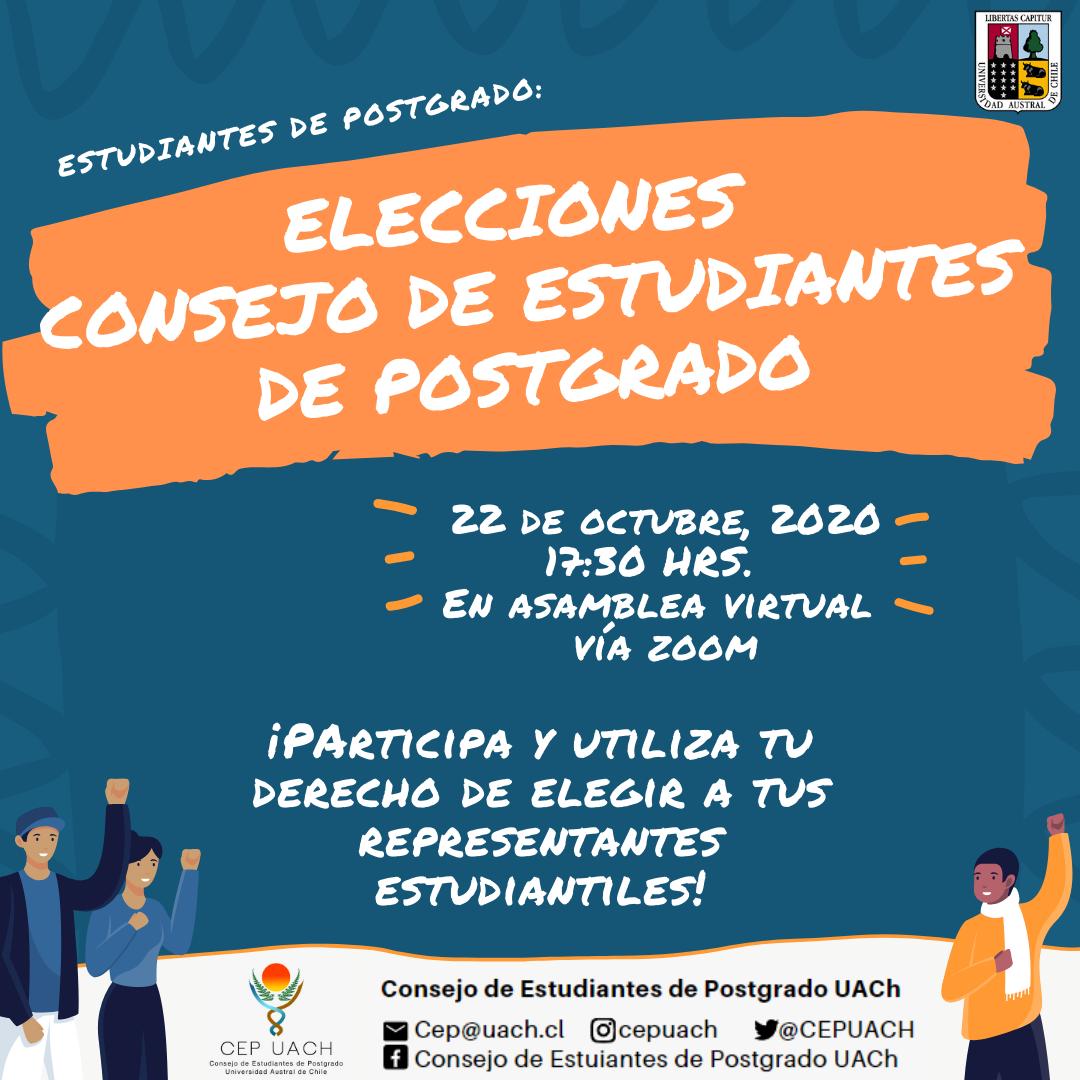 LIBERTAS CAPITUR
UNIVERSIDAD AUSTRAL DE CHILE
ESTUDIANTES DE POSTGRADO:
ELECCIONES
CONSEJO DE ESTUDIANTES
DE POSTGRADO
22 DE OCTUBRE, 2020
17:30 HRS.
EN ASAMBLEA VIRTUAL
VÍA ZOOM
¡PARTICIPA Y UTILIZA TU
DERECHO DE ELEGIR A TUS
REPRESENTANTES
ESTUDIANTILES!
CEP UACH
Consejo de Estudiantes de Postgrado
Universidad Austral de Chile
Consejo de Estudiantes de Postgrado UACh
Cep@uach.cl cepuach @CEPUACH
Consejo de Estuiantes de Postgrado UACh